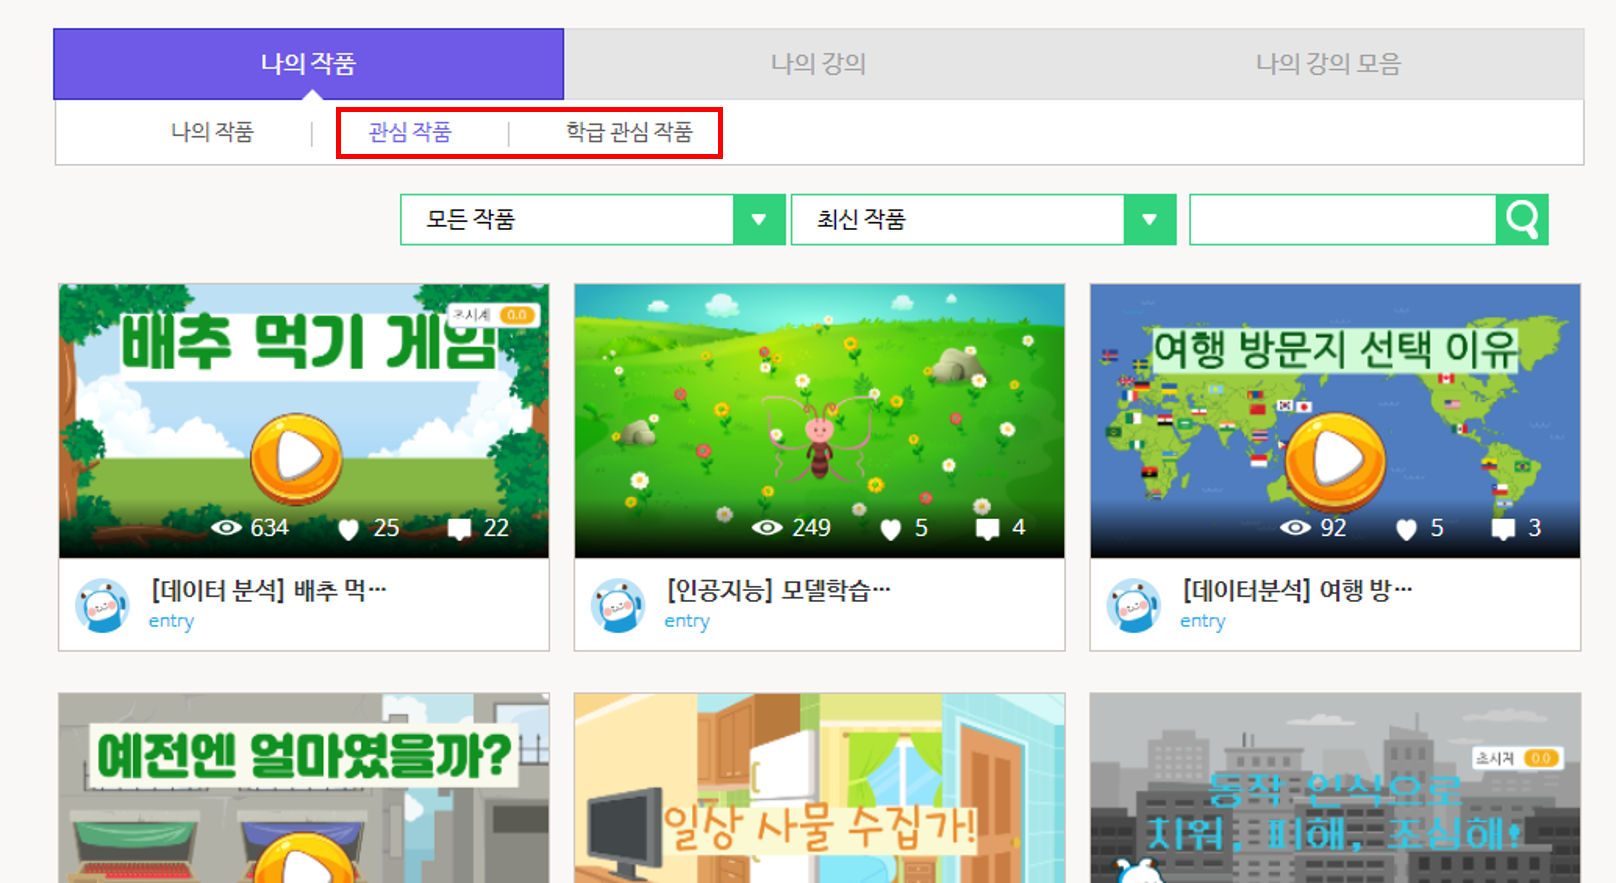 나의 작품
나의 강의
나의 강의 모음
나의 작품
관심 작품
학급 관심 작품
모든 작품
최신 작품
초시계 0.0
배추 먹기 게임
634 25 22
[데이터 분석] 배추 먹…
entry
249 5 4
[인공지능] 모델학습…
entry
여행 방문지 선택 이유
92 5 3
[데이터분석] 여행 방…
entry
예전엔 얼마였을까?
일상 사물 수집가!
초시계 0.0
동작 인식으로
치워, 피해, 조심해!